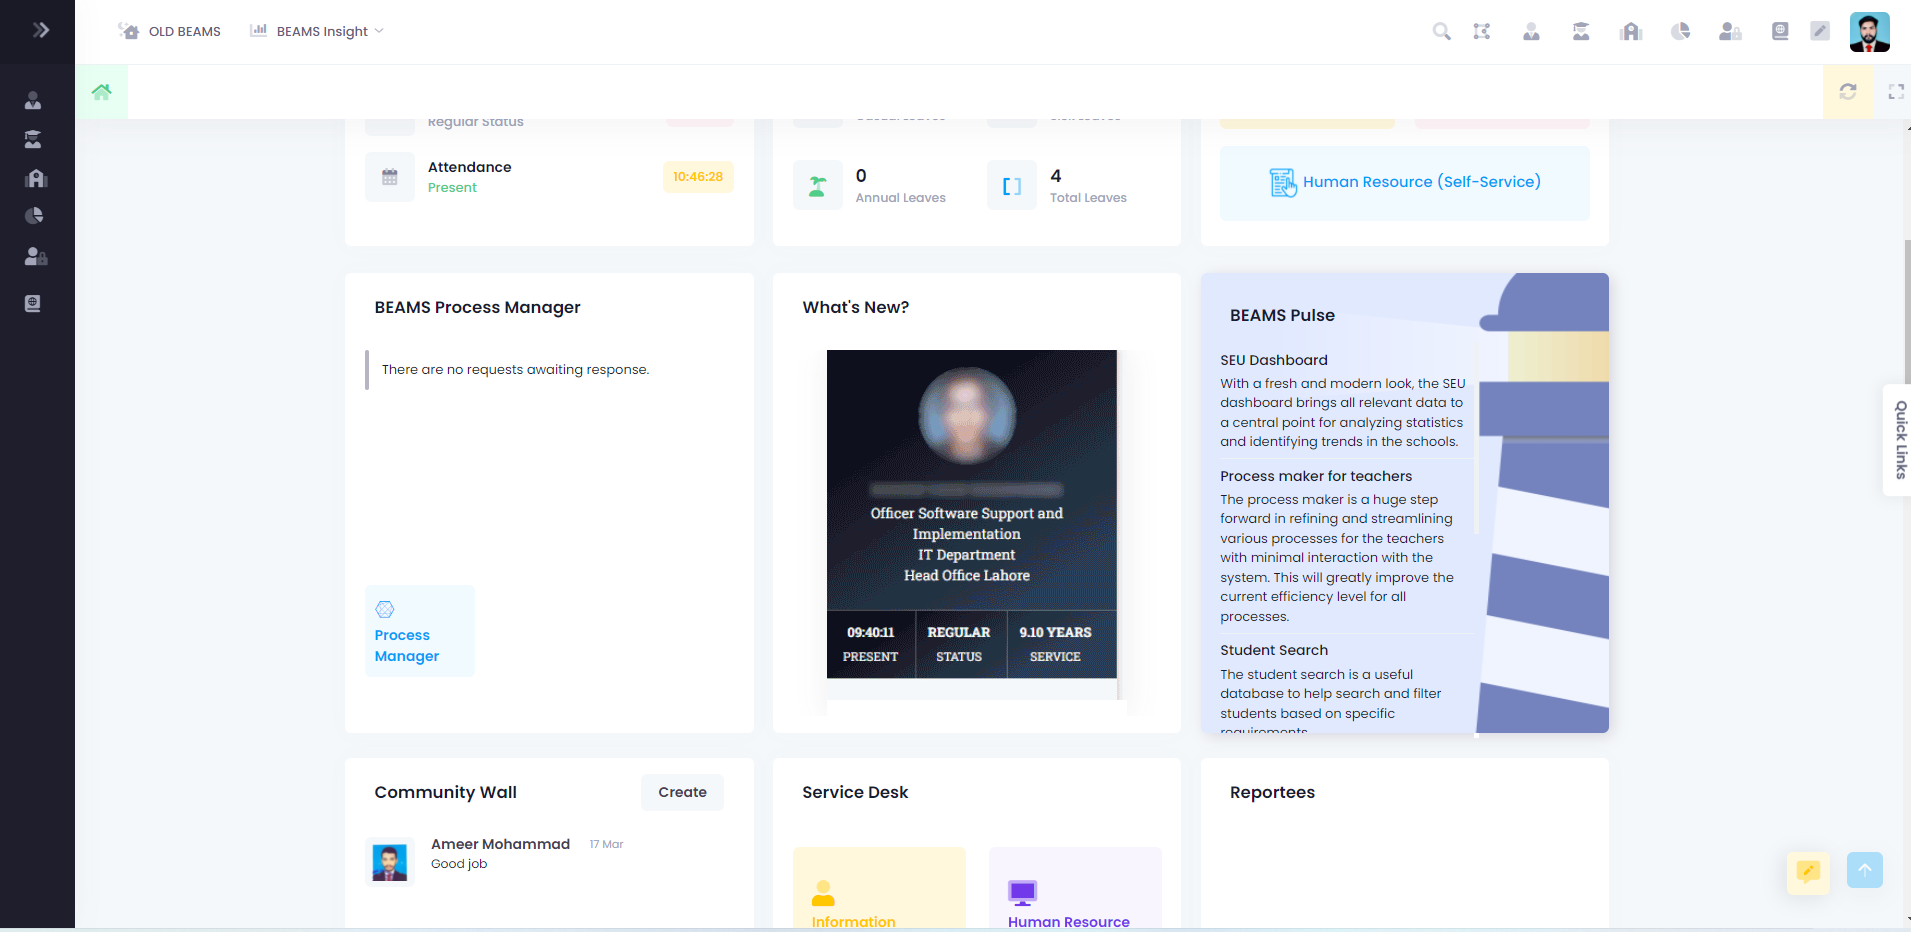 OLD BEAMS
BEAMS Insight
Regular Status
Attendance
Present
10:46:28
0
Annual Leaves
4
Total Leaves
Human Resource (Self-Service)
BEAMS Process Manager
There are no requests awaiting response.
Process
Manager
What's New?
Officer Software Support and
Implementation
IT Department
Head Office Lahore
09:40:11
PRESENT
REGULAR
STATUS
9.10 YEARS
SERVICE
BEAMS Pulse
SEU Dashboard
With a fresh and modern look, the SEU
dashboard brings all relevant data to
a central point for analyzing statistics
and identifying trends in the schools.
Process maker for teachers
The process maker is a huge step
forward in refining and streamlining
various processes for the teachers
with minimal interaction with the
system. This will greatly improve the
current efficiency level for all
processes.
Student Search
The student search is a useful
database to help search and filter
students based on specific
requirements
Quick Links
Community Wall
Create
Ameer Mohammad
17 Mar
Good job
Service Desk
Information
Human Resource
Reportees